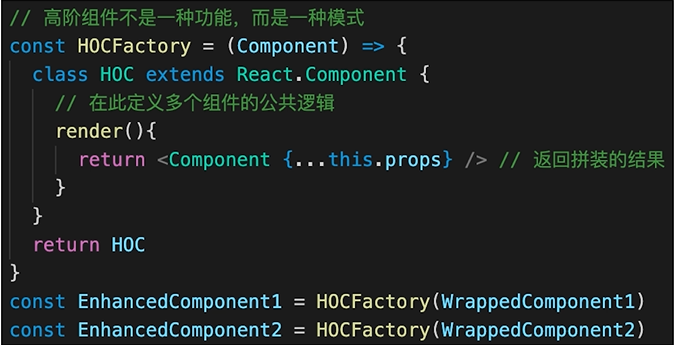 // 高阶组件不是一种功能，而是一种模式
const HOCFactory = (Component) => {
  class HOC extends React.Component {
    // 在此定义多个组件的公共逻辑
    render(){
      return <Component {...this.props} /> // 返回拼装的结果
    }
  }
  return HOC
}
const EnhancedComponent1 = HOCFactory(WrappedComponent1)
const EnhancedComponent2 = HOCFactory(WrappedComponent2)